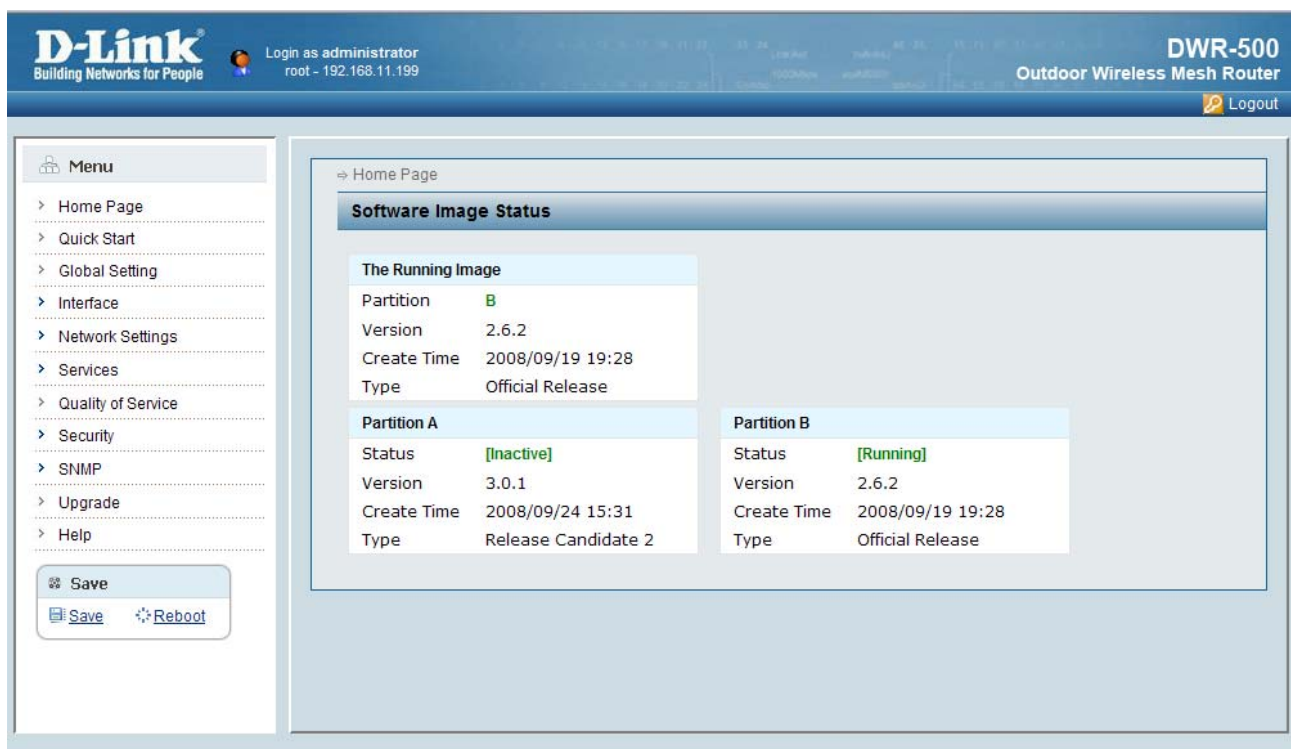 D-Link
Building Networks for People
Login as administrator
root - 192.168.11.199
DWR-500
Outdoor Wireless Mesh Router
Logout
Menu
Home Page
Quick Start
Global Setting
Interface
Network Settings
Services
Quality of Service
Security
SNMP
Upgrade
Help
Save
Save Reboot
Home Page
Software Image Status
The Running Image
Partition B
Version 2.6.2
Create Time 2008/09/19 19:28
Type Official Release
Partition A
Status [Inactive]
Version 3.0.1
Create Time 2008/09/24 15:31
Type Release Candidate 2
Partition B
Status [Running]
Version 2.6.2
Create Time 2008/09/19 19:28
Type Official Release